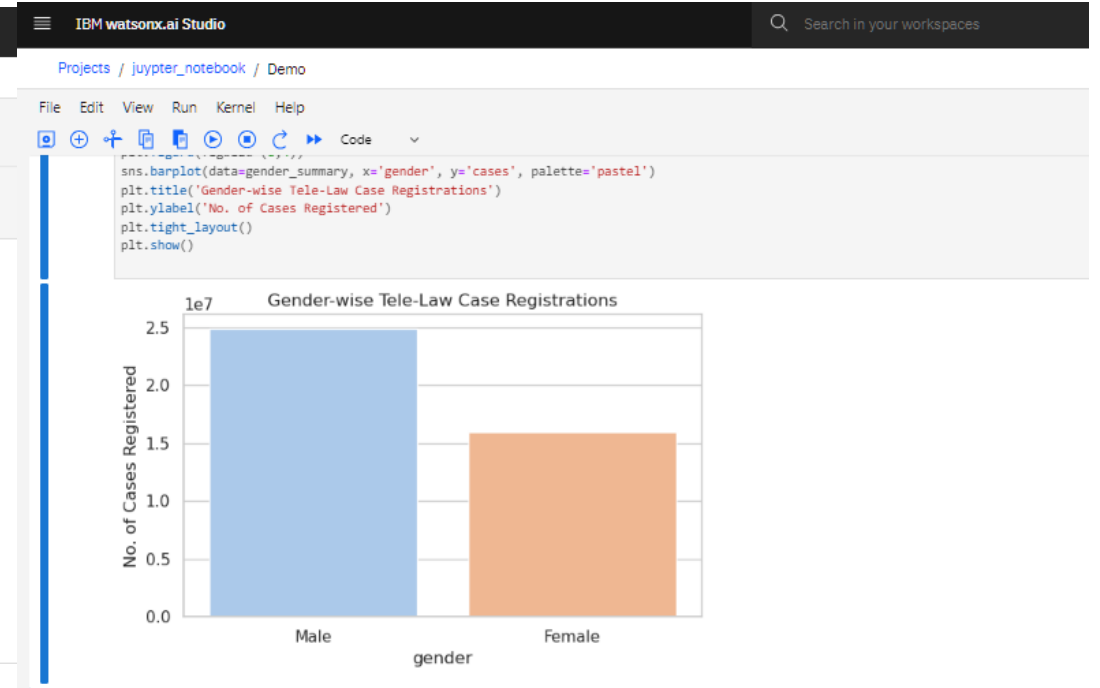 IBM watsonx.ai Studio
Search in your workspaces
Projects / juypter_notebook / Demo
File Edit View Run Kernel Help
Code
sns.barplot(data=gender_summary, x='gender', y='cases', palette='pastel')
plt.title('Gender-wise Tele-Law Case Registrations')
plt.ylabel('No. of Cases Registered')
plt.tight_layout()
plt.show()
1e7
Gender-wise Tele-Law Case Registrations
No. of Cases Registered
2.5
2.0
1.5
1.0
0.5
0.0
Male Female
gender